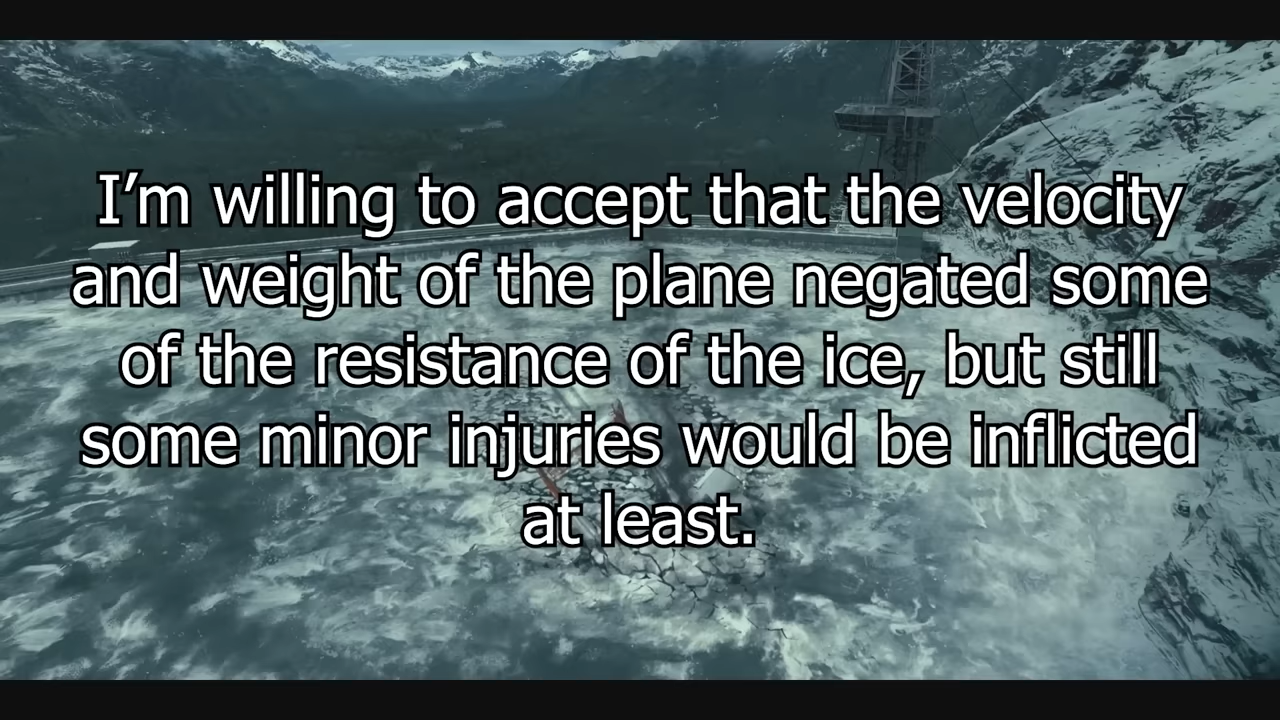 I’m willing to accept that the velocity
and weight of the plane negated some
of the resistance of the ice, but still
some minor injuries would be inflicted
at least.